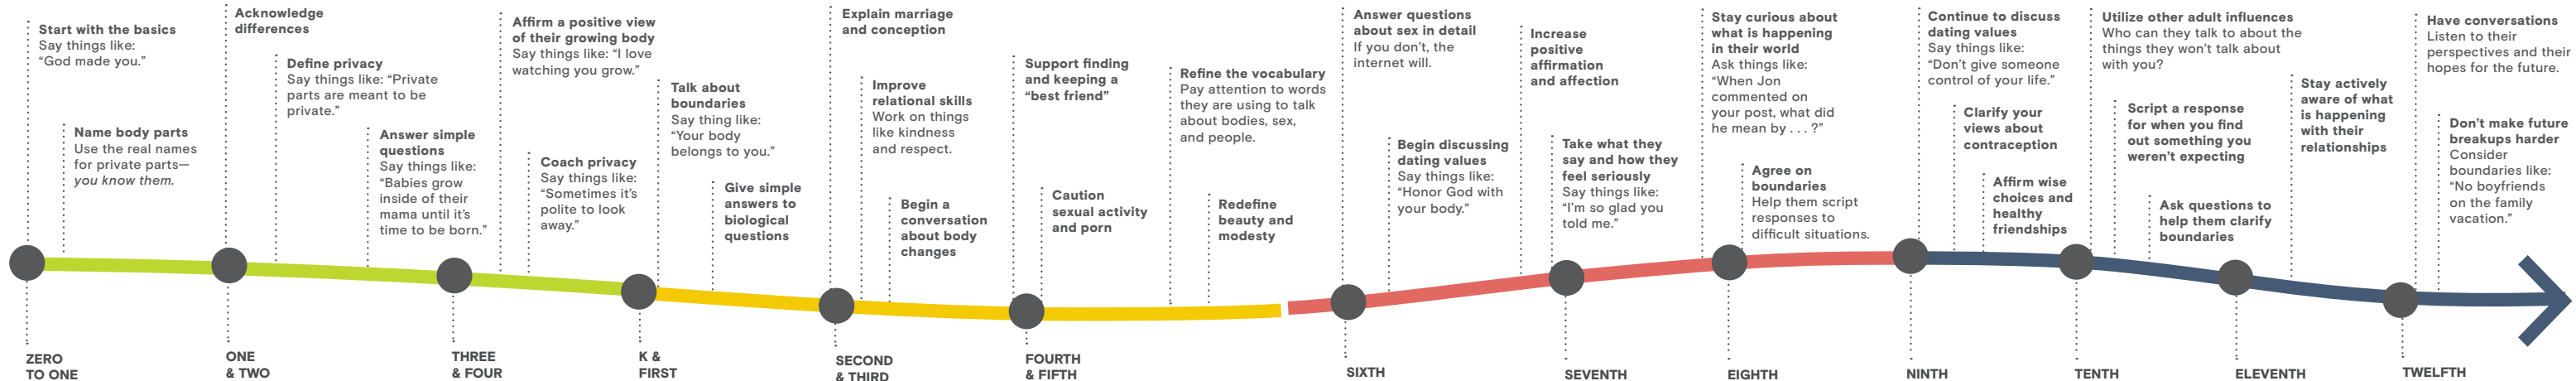 Start with the basics
Say things like:
“God made you.”
Name body parts
Use the real names
for private parts—
you know them.
Acknowledge
differences
Define privacy
Say things like: “Private
parts are meant to be
private.”
Answer simple
questions
Say things like:
“Babies grow
inside of their
mama until it’s
time to be born.”
Affirm a positive view
of their growing body
Say things like: “I love
watching you grow.”
Coach privacy
Say things like:
“Sometimes it’s
polite to look
away.”
Talk about
boundaries
Say thing like:
“Your body
belongs to you.”
Give simple
answers to
biological
questions
Explain marriage
and conception
Improve
relational skills
Work on things
like kindness
and respect.
Begin a
conversation
about body
changes
Support finding
and keeping a
“best friend”
Caution
sexual activity
and porn
Refine the vocabulary
Pay attention to words
they are using to talk
about bodies, sex,
and people.
Redefine
beauty and
modesty
Answer questions
about sex in detail
If you don’t, the
internet will.
Begin discussing
dating values
Say things like:
“Honor God with
your body.”
Increase
positive
affirmation
and affection
Take what they
say and how they
feel seriously
Say things like:
“I’m so glad you
told me.”
Stay curious about
what is happening
in their world
Ask things like:
“When Jon
commented on
your post, what did
he mean by . . . ?”
Agree on
boundaries
Help them script
responses to
difficult situations.
Continue to discuss
dating values
Say things like:
“Don’t give someone
control of your life.”
Clarify your
views about
contraception
Affirm wise
choices and
healthy
friendships
Utilize other adult influences
Who can they talk to about the
things they won’t talk about
with you?
Script a response
for when you find
out something you
weren’t expecting
Ask questions to
help them clarify
boundaries
Stay actively
aware of what
is happening
with their
relationships
Have conversations
Listen to their
perspectives and their
hopes for the future.
Don’t make future
breakups harder
Consider
boundaries like:
“No boyfriends
on the family
vacation.”
ZERO
TO ONE
ONE
& TWO
THREE
& FOUR
K &
FIRST
SECOND
& THIRD
FOURTH
& FIFTH
SIXTH
SEVENTH
EIGHTH
NINTH
TENTH
ELEVENTH
TWELFTH